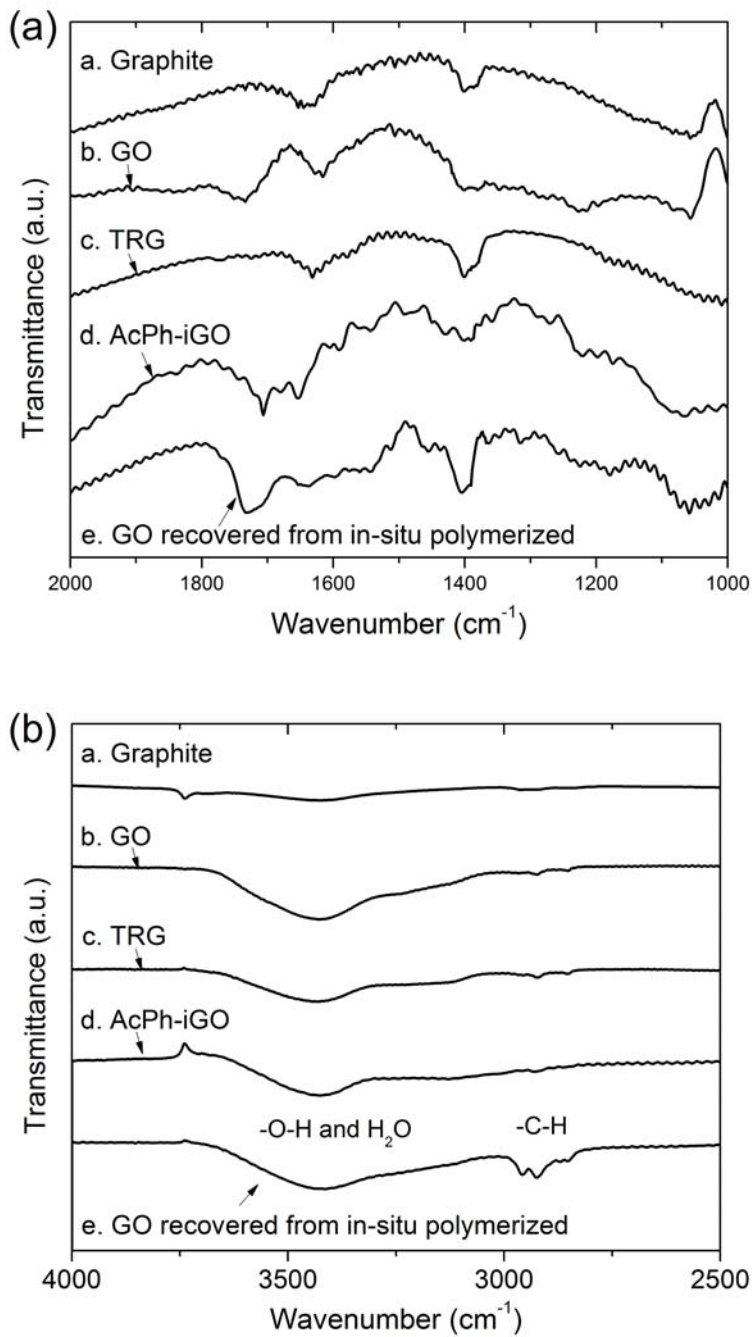 (a)
a. Graphite
b. GO
c. TRG
d. AcPh-iGO
e. GO recovered from in-situ polymerized
Transmittance (a.u.)
2000 1800 1600 1400 1200 1000
Wavenumber (cm⁻¹)
(b)
a. Graphite
b. GO
c. TRG
d. AcPh-iGO
-O-H and H₂O -C-H
e. GO recovered from in-situ polymerized
Transmittance (a.u.)
4000 3500 3000 2500
Wavenumber (cm⁻¹)